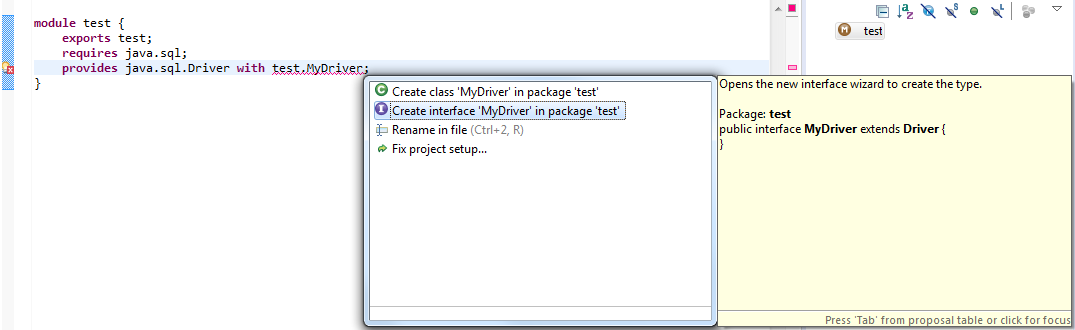 module test {
exports test;
requires java.sql;
provides java.sql.Driver with test.MyDriver;
}
Create class 'MyDriver' in package 'test'
Create interface 'MyDriver' in package 'test'
Rename in file (Ctrl+2, R)
Fix project setup...
Opens the new interface wizard to create the type.
Package: test
public interface MyDriver extends Driver {
}
Press 'Tab' from proposal table or click for focus
M test